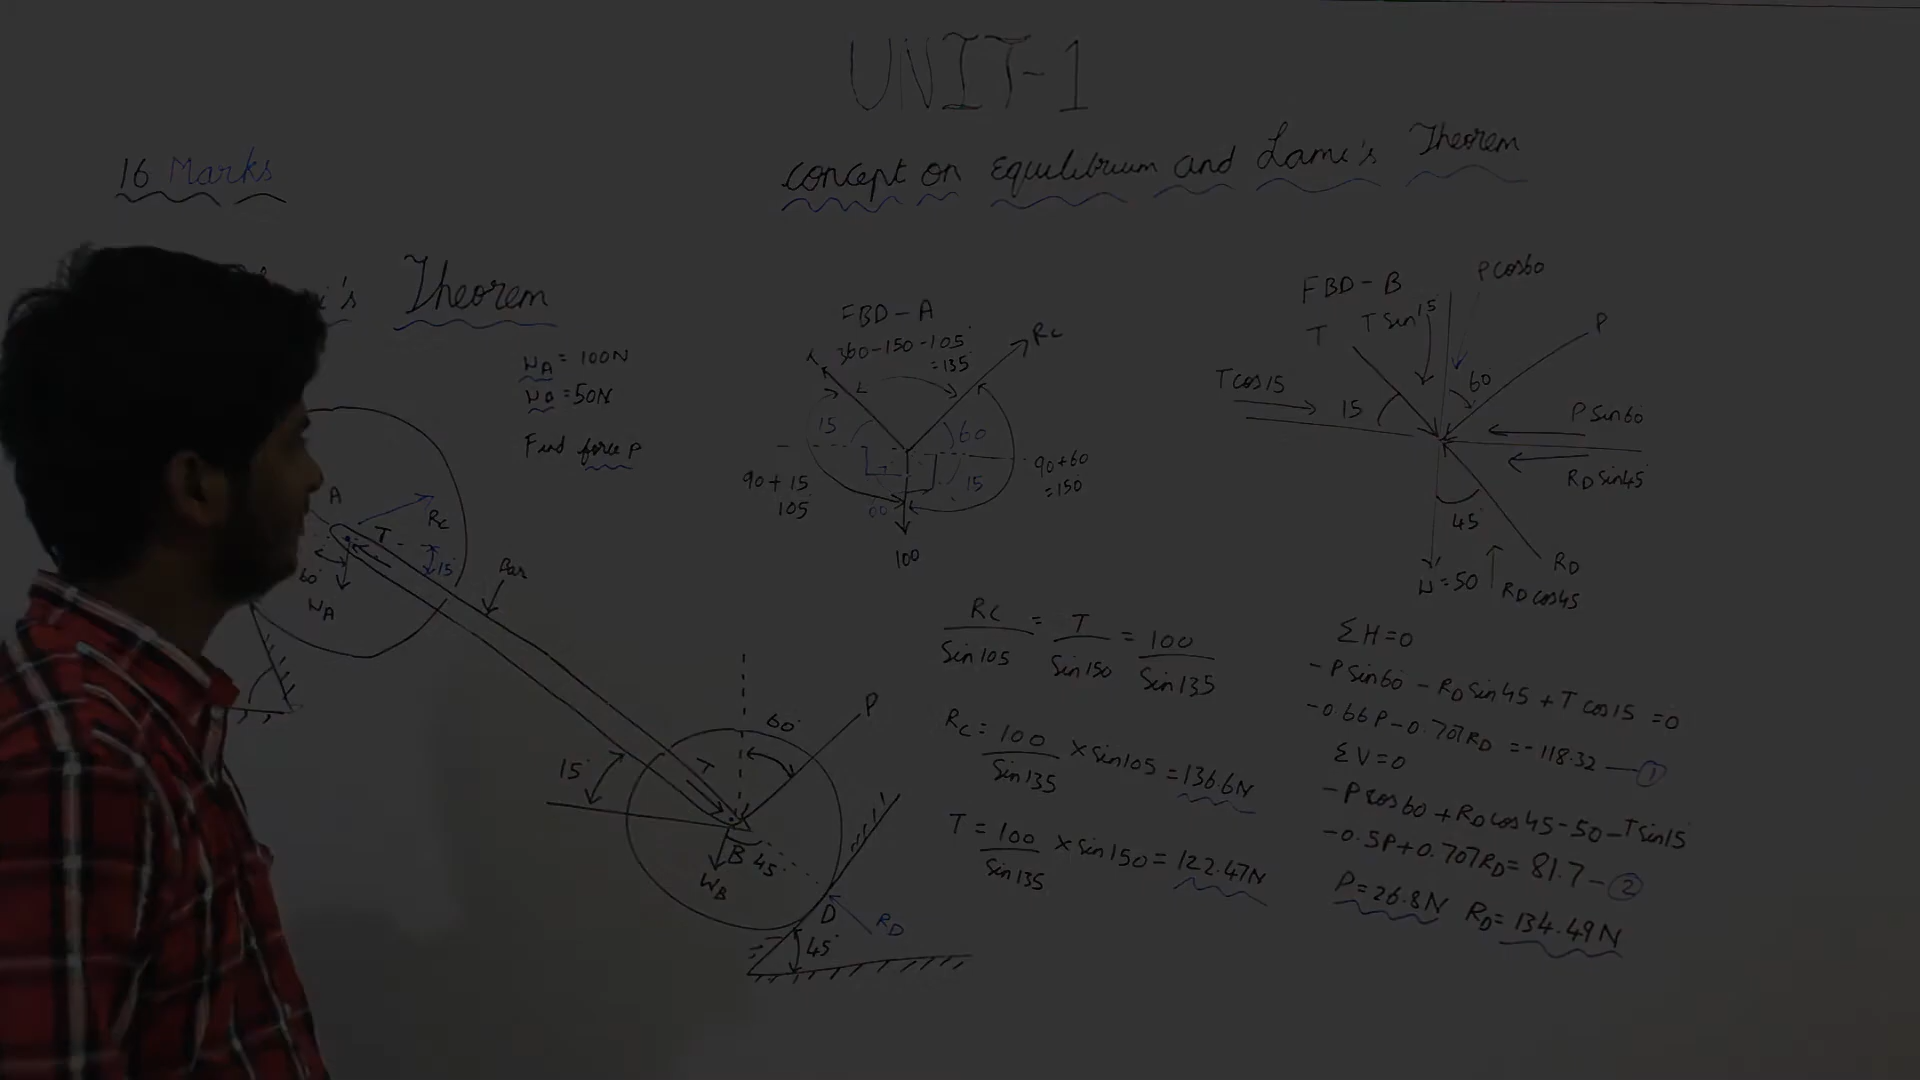 UNIT-1
16 Marks
concept on Equilibrium and Lami's Theorem
i's Theorem
WA = 100N
= 50N
Find force P
A
Rc
T
15
60°
WA
Bar
15°
60°
P
T
B 45°
WB
D
RD
45°
FBD-A
360-150-105
=135
Rc
15
60
90+15
105
60
15
90+60
=150
100
Rc/Sin105 = T/Sin150 = 100/Sin135
Rc = 100/Sin135 × sin105 = 136.6N
T = 100/Sin135 × sin150 = 122.47N
FBD-B
P cos60
T
T Sin15
P
T cos15
15
60
P Sin60
RD Sin45
45
W=50
RD cos45
RD
ΣH=0
-P sin60 - RD Sin45 + T cos15 = 0
-0.66P-0.707RD = -118.32 — 1
ΣV=0
-P cos60 + RD cos45 - 50 - T sin15
-0.5P+0.707RD = 81.7 — 2
P=26.8N RD = 134.49N